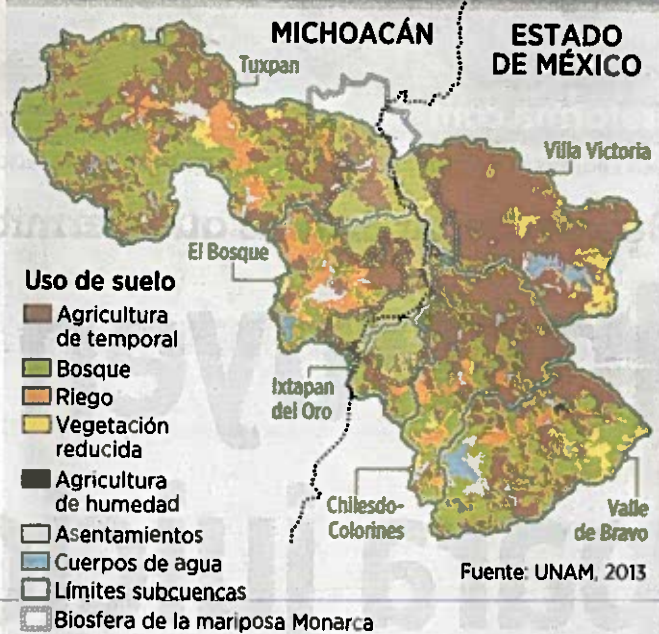 MICHOACÁN
ESTADO
DE MÉXICO
Tuxpan
Villa Victoria
El Bosque
Uso de suelo
Agricultura
de temporal
Bosque
Riego
Vegetación
reducida
Agricultura
de humedad
Asentamientos
Cuerpos de agua
Límites subcuencas
Biosfera de la mariposa Monarca
Ixtapan
del Oro
Chilesdo-
Colorines
Valle
de Bravo
Fuente: UNAM, 2013